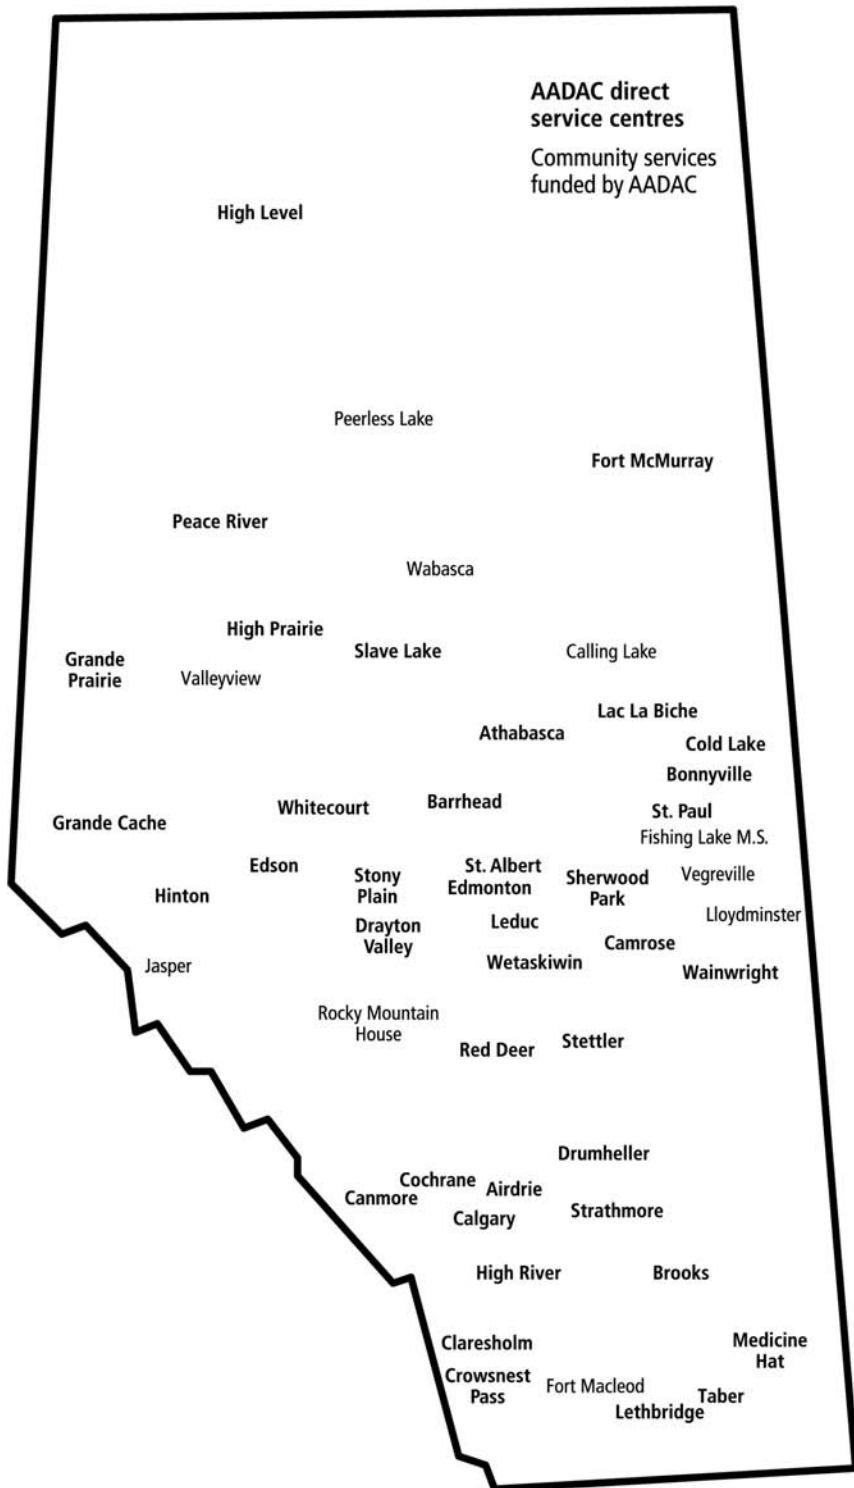 AADAC direct
service centres
Community services
funded by AADAC
High Level
Peerless Lake
Fort McMurray
Peace River
Wabasca
High Prairie
Slave Lake
Calling Lake
Grande
Prairie
Valleyview
Lac La Biche
Athabasca
Cold Lake
Bonnyville
Whitecourt
Barrhead
St. Paul
Grande Cache
Fishing Lake M.S.
Edson
Stony
Plain
St. Albert
Edmonton
Sherwood
Park
Vegreville
Hinton
Drayton
Valley
Leduc
Lloydminster
Camrose
Jasper
Wetaskiwin
Wainwright
Rocky Mountain
House
Red Deer
Stettler
Drumheller
Cochrane
Canmore
Airdrie
Calgary
Strathmore
High River
Brooks
Claresholm
Medicine
Hat
Crowsnest
Pass
Fort Macleod
Taber
Lethbridge